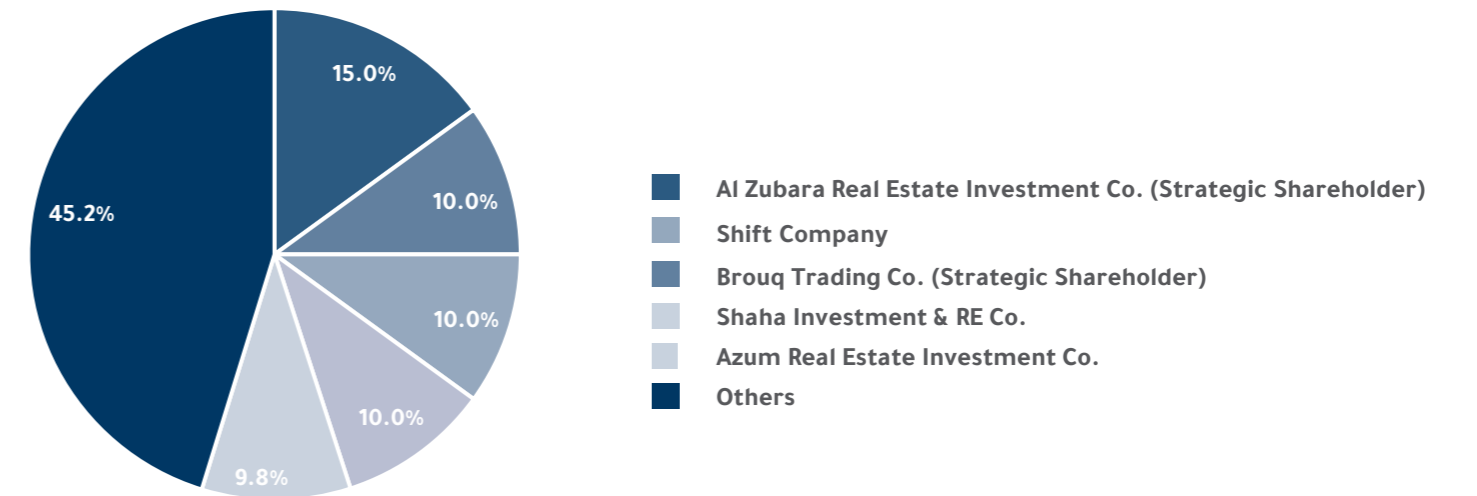 15.0%
10.0%
45.2%
10.0%
10.0%
9.8%
Al Zubara Real Estate Investment Co. (Strategic Shareholder)
Shift Company
Brouq Trading Co. (Strategic Shareholder)
Shaha Investment & RE Co.
Azum Real Estate Investment Co.
Others